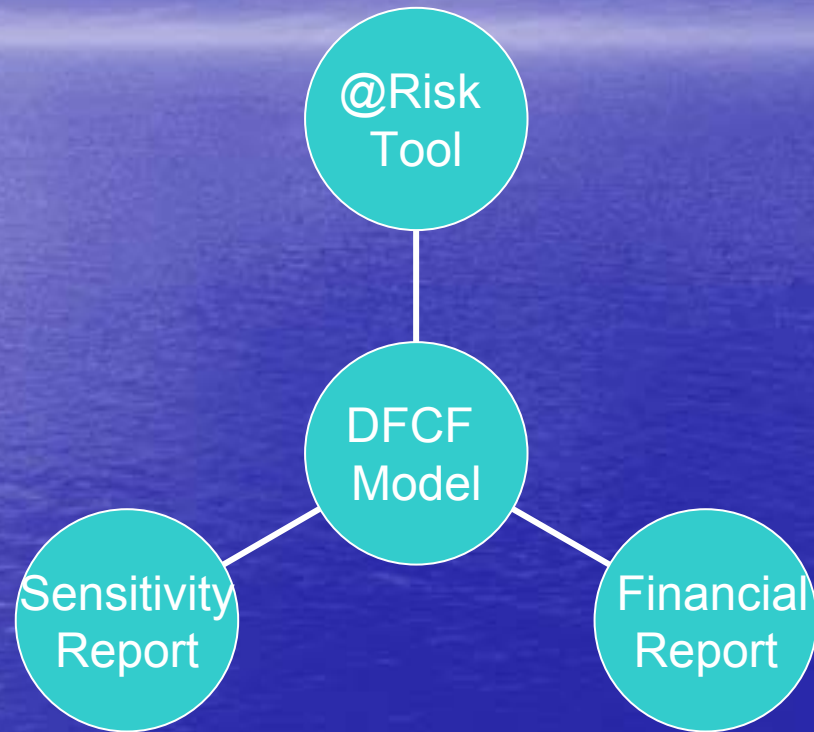 @Risk
Tool
DFCF
Model
Sensitivity
Report
Financial
Report